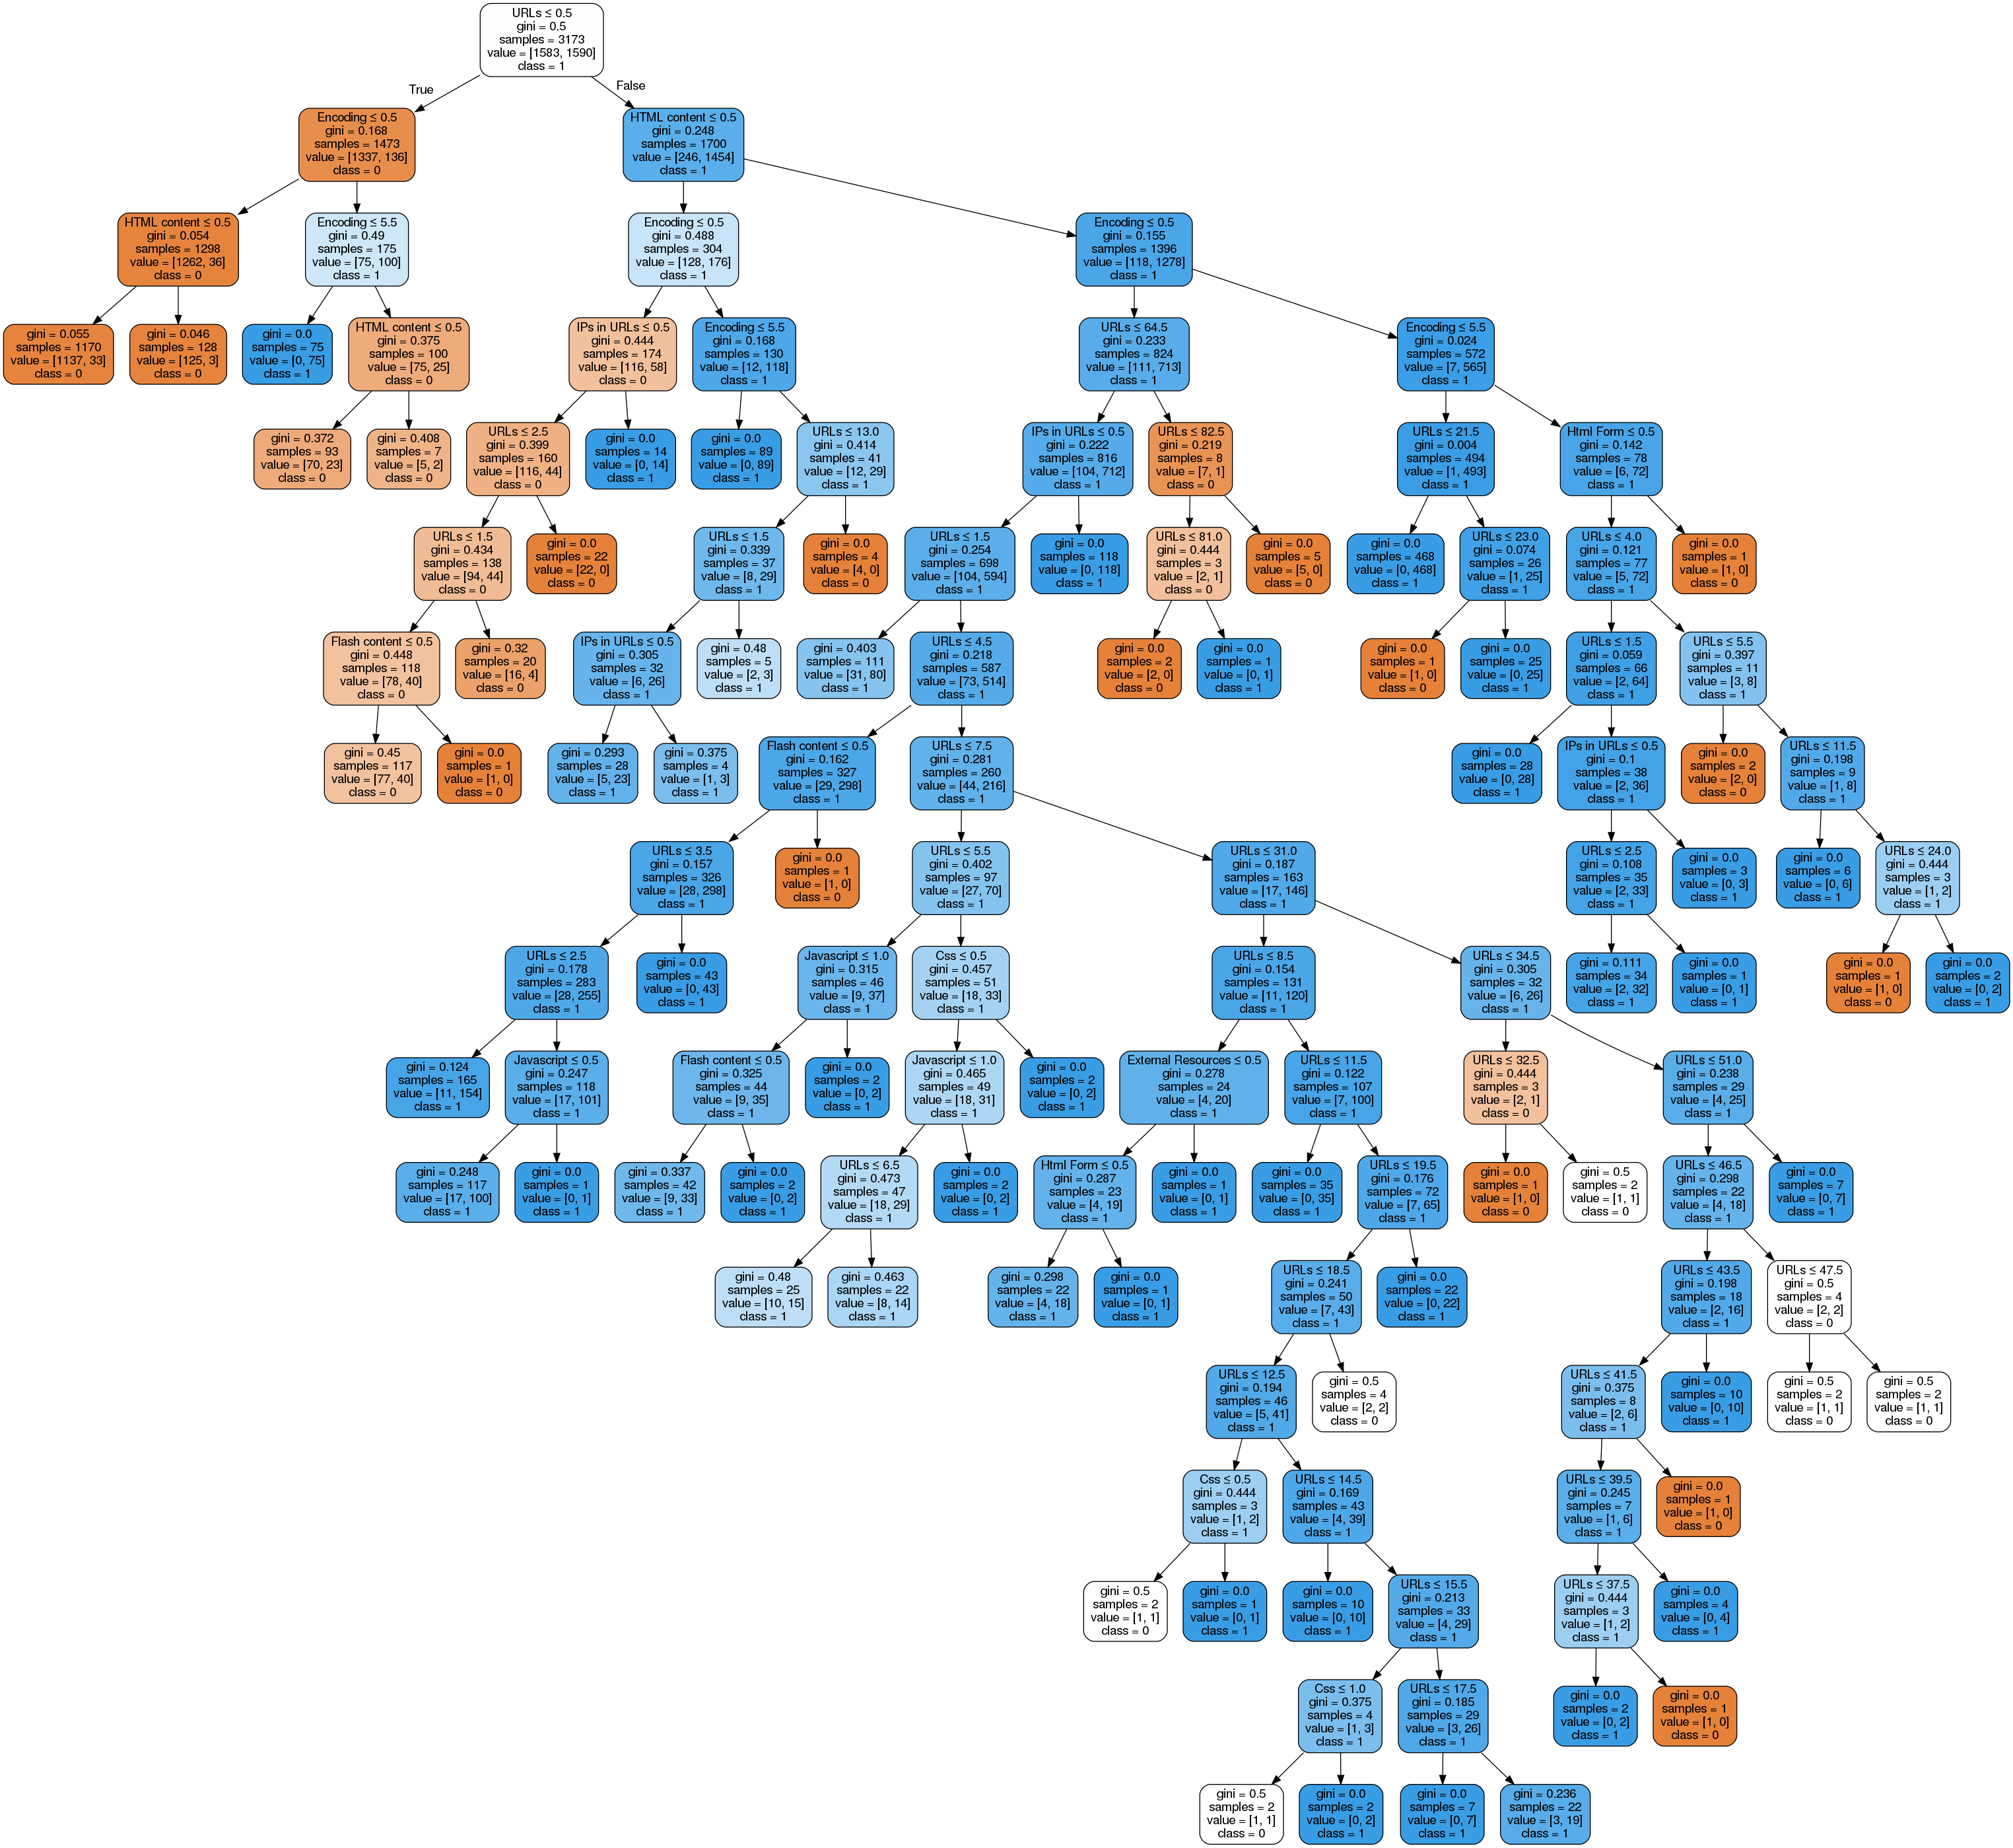 URLs ≤ 0.5
gini = 0.5
samples = 3173
value = [1583, 1590]
class = 1
True
False
Encoding ≤ 0.5
gini = 0.168
samples = 1473
value = [1337, 136]
class = 0
HTML content ≤ 0.5
gini = 0.248
samples = 1700
value = [246, 1454]
class = 1
HTML content ≤ 0.5
gini = 0.054
samples = 1298
value = [1262, 36]
class = 0
Encoding ≤ 5.5
gini = 0.49
samples = 175
value = [75, 100]
class = 1
Encoding ≤ 0.5
gini = 0.488
samples = 304
value = [128, 176]
class = 1
Encoding ≤ 0.5
gini = 0.155
samples = 1396
value = [118, 1278]
class = 1
gini = 0.055
samples = 1170
value = [1137, 33]
class = 0
gini = 0.046
samples = 128
value = [125, 3]
class = 0
gini = 0.0
samples = 75
value = [0, 75]
class = 1
HTML content ≤ 0.5
gini = 0.375
samples = 100
value = [75, 25]
class = 0
IPs in URLs ≤ 0.5
gini = 0.444
samples = 174
value = [116, 58]
class = 0
Encoding ≤ 5.5
gini = 0.168
samples = 130
value = [12, 118]
class = 1
URLs ≤ 64.5
gini = 0.233
samples = 824
value = [111, 713]
class = 1
Encoding ≤ 5.5
gini = 0.024
samples = 572
value = [7, 565]
class = 1
gini = 0.372
samples = 93
value = [70, 23]
class = 0
gini = 0.408
samples = 7
value = [5, 2]
class = 0
URLs ≤ 2.5
gini = 0.399
samples = 160
value = [116, 44]
class = 0
gini = 0.0
samples = 14
value = [0, 14]
class = 1
gini = 0.0
samples = 89
value = [0, 89]
class = 1
URLs ≤ 13.0
gini = 0.414
samples = 41
value = [12, 29]
class = 1
IPs in URLs ≤ 0.5
gini = 0.222
samples = 816
value = [104, 712]
class = 1
URLs ≤ 82.5
gini = 0.219
samples = 8
value = [7, 1]
class = 0
URLs ≤ 21.5
gini = 0.004
samples = 494
value = [1, 493]
class = 1
Html Form ≤ 0.5
gini = 0.142
samples = 78
value = [6, 72]
class = 1
URLs ≤ 1.5
gini = 0.434
samples = 138
value = [94, 44]
class = 0
gini = 0.0
samples = 22
value = [22, 0]
class = 0
URLs ≤ 1.5
gini = 0.339
samples = 37
value = [8, 29]
class = 1
gini = 0.0
samples = 4
value = [4, 0]
class = 0
URLs ≤ 1.5
gini = 0.254
samples = 698
value = [104, 594]
class = 1
gini = 0.0
samples = 118
value = [0, 118]
class = 1
URLs ≤ 81.0
gini = 0.444
samples = 3
value = [2, 1]
class = 0
gini = 0.0
samples = 5
value = [5, 0]
class = 0
gini = 0.0
samples = 468
value = [0, 468]
class = 1
URLs ≤ 23.0
gini = 0.074
samples = 26
value = [1, 25]
class = 1
URLs ≤ 4.0
gini = 0.121
samples = 77
value = [5, 72]
class = 1
gini = 0.0
samples = 1
value = [1, 0]
class = 0
Flash content ≤ 0.5
gini = 0.448
samples = 118
value = [78, 40]
class = 0
gini = 0.32
samples = 20
value = [16, 4]
class = 0
IPs in URLs ≤ 0.5
gini = 0.305
samples = 32
value = [6, 26]
class = 1
gini = 0.48
samples = 5
value = [2, 3]
class = 1
gini = 0.403
samples = 111
value = [31, 80]
class = 1
URLs ≤ 4.5
gini = 0.218
samples = 587
value = [73, 514]
class = 1
gini = 0.0
samples = 2
value = [2, 0]
class = 0
gini = 0.0
samples = 1
value = [0, 1]
class = 1
gini = 0.0
samples = 1
value = [1, 0]
class = 0
gini = 0.0
samples = 25
value = [0, 25]
class = 1
URLs ≤ 1.5
gini = 0.059
samples = 66
value = [2, 64]
class = 1
URLs ≤ 5.5
gini = 0.397
samples = 11
value = [3, 8]
class = 1
gini = 0.45
samples = 117
value = [77, 40]
class = 0
gini = 0.0
samples = 1
value = [1, 0]
class = 0
gini = 0.293
samples = 28
value = [5, 23]
class = 1
gini = 0.375
samples = 4
value = [1, 3]
class = 1
Flash content ≤ 0.5
gini = 0.162
samples = 327
value = [29, 298]
class = 1
URLs ≤ 7.5
gini = 0.281
samples = 260
value = [44, 216]
class = 1
gini = 0.0
samples = 28
value = [0, 28]
class = 1
IPs in URLs ≤ 0.5
gini = 0.1
samples = 38
value = [2, 36]
class = 1
gini = 0.0
samples = 2
value = [2, 0]
class = 0
URLs ≤ 11.5
gini = 0.198
samples = 9
value = [1, 8]
class = 1
URLs ≤ 3.5
gini = 0.157
samples = 326
value = [28, 298]
class = 1
gini = 0.0
samples = 1
value = [1, 0]
class = 0
URLs ≤ 5.5
gini = 0.402
samples = 97
value = [27, 70]
class = 1
URLs ≤ 31.0
gini = 0.187
samples = 163
value = [17, 146]
class = 1
URLs ≤ 2.5
gini = 0.108
samples = 35
value = [2, 33]
class = 1
gini = 0.0
samples = 3
value = [0, 3]
class = 1
gini = 0.0
samples = 6
value = [0, 6]
class = 1
URLs ≤ 24.0
gini = 0.444
samples = 3
value = [1, 2]
class = 1
URLs ≤ 2.5
gini = 0.178
samples = 283
value = [28, 255]
class = 1
gini = 0.0
samples = 43
value = [0, 43]
class = 1
Javascript ≤ 1.0
gini = 0.315
samples = 46
value = [9, 37]
class = 1
Css ≤ 0.5
gini = 0.457
samples = 51
value = [18, 33]
class = 1
URLs ≤ 8.5
gini = 0.154
samples = 131
value = [11, 120]
class = 1
URLs ≤ 34.5
gini = 0.305
samples = 32
value = [6, 26]
class = 1
gini = 0.111
samples = 34
value = [2, 32]
class = 1
gini = 0.0
samples = 1
value = [0, 1]
class = 1
gini = 0.0
samples = 1
value = [1, 0]
class = 0
gini = 0.0
samples = 2
value = [0, 2]
class = 1
gini = 0.124
samples = 165
value = [11, 154]
class = 1
Javascript ≤ 0.5
gini = 0.247
samples = 118
value = [17, 101]
class = 1
Flash content ≤ 0.5
gini = 0.325
samples = 44
value = [9, 35]
class = 1
gini = 0.0
samples = 2
value = [0, 2]
class = 1
Javascript ≤ 1.0
gini = 0.465
samples = 49
value = [18, 31]
class = 1
gini = 0.0
samples = 2
value = [0, 2]
class = 1
External Resources ≤ 0.5
gini = 0.278
samples = 24
value = [4, 20]
class = 1
URLs ≤ 11.5
gini = 0.122
samples = 107
value = [7, 100]
class = 1
URLs ≤ 32.5
gini = 0.444
samples = 3
value = [2, 1]
class = 0
URLs ≤ 51.0
gini = 0.238
samples = 29
value = [4, 25]
class = 1
gini = 0.248
samples = 117
value = [17, 100]
class = 1
gini = 0.0
samples = 1
value = [0, 1]
class = 1
gini = 0.337
samples = 42
value = [9, 33]
class = 1
gini = 0.0
samples = 2
value = [0, 2]
class = 1
URLs ≤ 6.5
gini = 0.473
samples = 47
value = [18, 29]
class = 1
gini = 0.0
samples = 2
value = [0, 2]
class = 1
Html Form ≤ 0.5
gini = 0.287
samples = 23
value = [4, 19]
class = 1
gini = 0.0
samples = 1
value = [0, 1]
class = 1
gini = 0.0
samples = 35
value = [0, 35]
class = 1
URLs ≤ 19.5
gini = 0.176
samples = 72
value = [7, 65]
class = 1
gini = 0.0
samples = 1
value = [1, 0]
class = 0
gini = 0.5
samples = 2
value = [1, 1]
class = 0
URLs ≤ 46.5
gini = 0.298
samples = 22
value = [4, 18]
class = 1
gini = 0.0
samples = 7
value = [0, 7]
class = 1
gini = 0.48
samples = 25
value = [10, 15]
class = 1
gini = 0.463
samples = 22
value = [8, 14]
class = 1
gini = 0.298
samples = 22
value = [4, 18]
class = 1
gini = 0.0
samples = 1
value = [0, 1]
class = 1
URLs ≤ 18.5
gini = 0.241
samples = 50
value = [7, 43]
class = 1
gini = 0.0
samples = 22
value = [0, 22]
class = 1
URLs ≤ 43.5
gini = 0.198
samples = 18
value = [2, 16]
class = 1
URLs ≤ 47.5
gini = 0.5
samples = 4
value = [2, 2]
class = 0
URLs ≤ 12.5
gini = 0.194
samples = 46
value = [5, 41]
class = 1
gini = 0.5
samples = 4
value = [2, 2]
class = 0
URLs ≤ 41.5
gini = 0.375
samples = 8
value = [2, 6]
class = 1
gini = 0.0
samples = 10
value = [0, 10]
class = 1
gini = 0.5
samples = 2
value = [1, 1]
class = 0
gini = 0.5
samples = 2
value = [1, 1]
class = 0
Css ≤ 0.5
gini = 0.444
samples = 3
value = [1, 2]
class = 1
URLs ≤ 14.5
gini = 0.169
samples = 43
value = [4, 39]
class = 1
URLs ≤ 39.5
gini = 0.245
samples = 7
value = [1, 6]
class = 1
gini = 0.0
samples = 1
value = [1, 0]
class = 0
gini = 0.5
samples = 2
value = [1, 1]
class = 0
gini = 0.0
samples = 1
value = [0, 1]
class = 1
gini = 0.0
samples = 10
value = [0, 10]
class = 1
URLs ≤ 15.5
gini = 0.213
samples = 33
value = [4, 29]
class = 1
URLs ≤ 37.5
gini = 0.444
samples = 3
value = [1, 2]
class = 1
gini = 0.0
samples = 4
value = [0, 4]
class = 1
Css ≤ 1.0
gini = 0.375
samples = 4
value = [1, 3]
class = 1
URLs ≤ 17.5
gini = 0.185
samples = 29
value = [3, 26]
class = 1
gini = 0.0
samples = 2
value = [0, 2]
class = 1
gini = 0.0
samples = 1
value = [1, 0]
class = 0
gini = 0.5
samples = 2
value = [1, 1]
class = 0
gini = 0.0
samples = 2
value = [0, 2]
class = 1
gini = 0.0
samples = 7
value = [0, 7]
class = 1
gini = 0.236
samples = 22
value = [3, 19]
class = 1